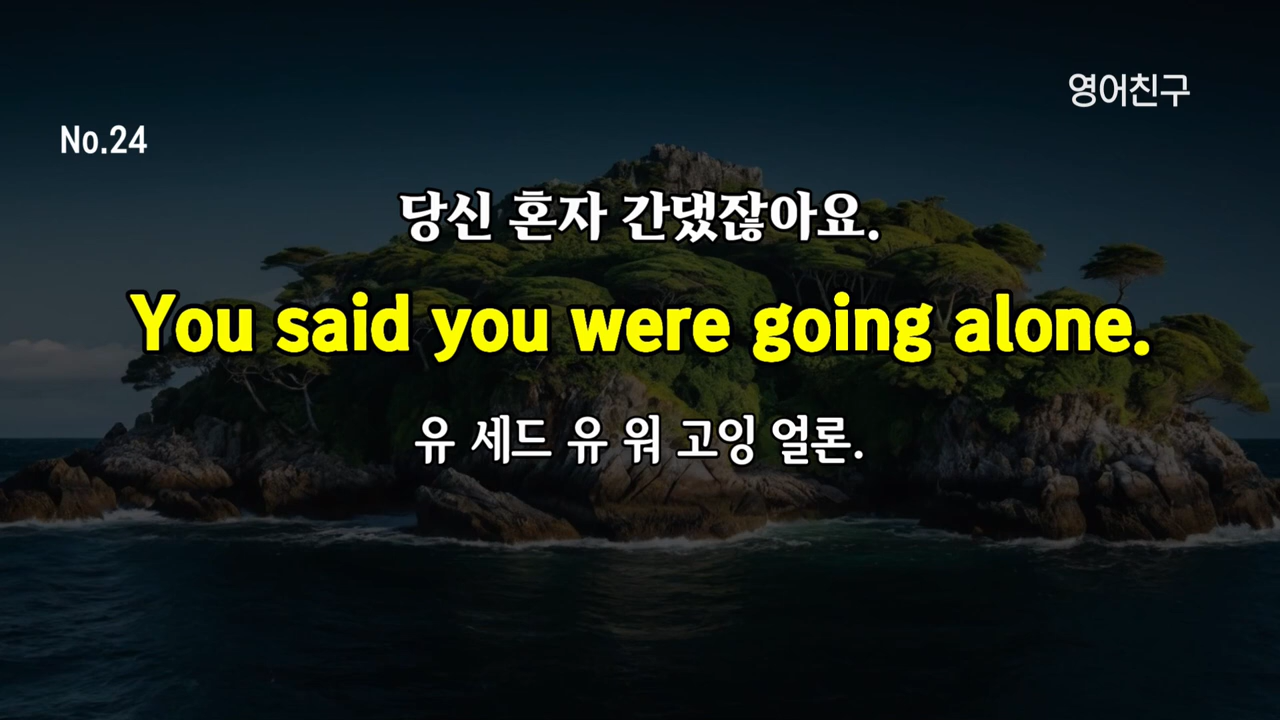 영어친구
No.24
당신 혼자 간댔잖아요.
You said you were going alone.
유 세드 유 워 고잉 얼론.